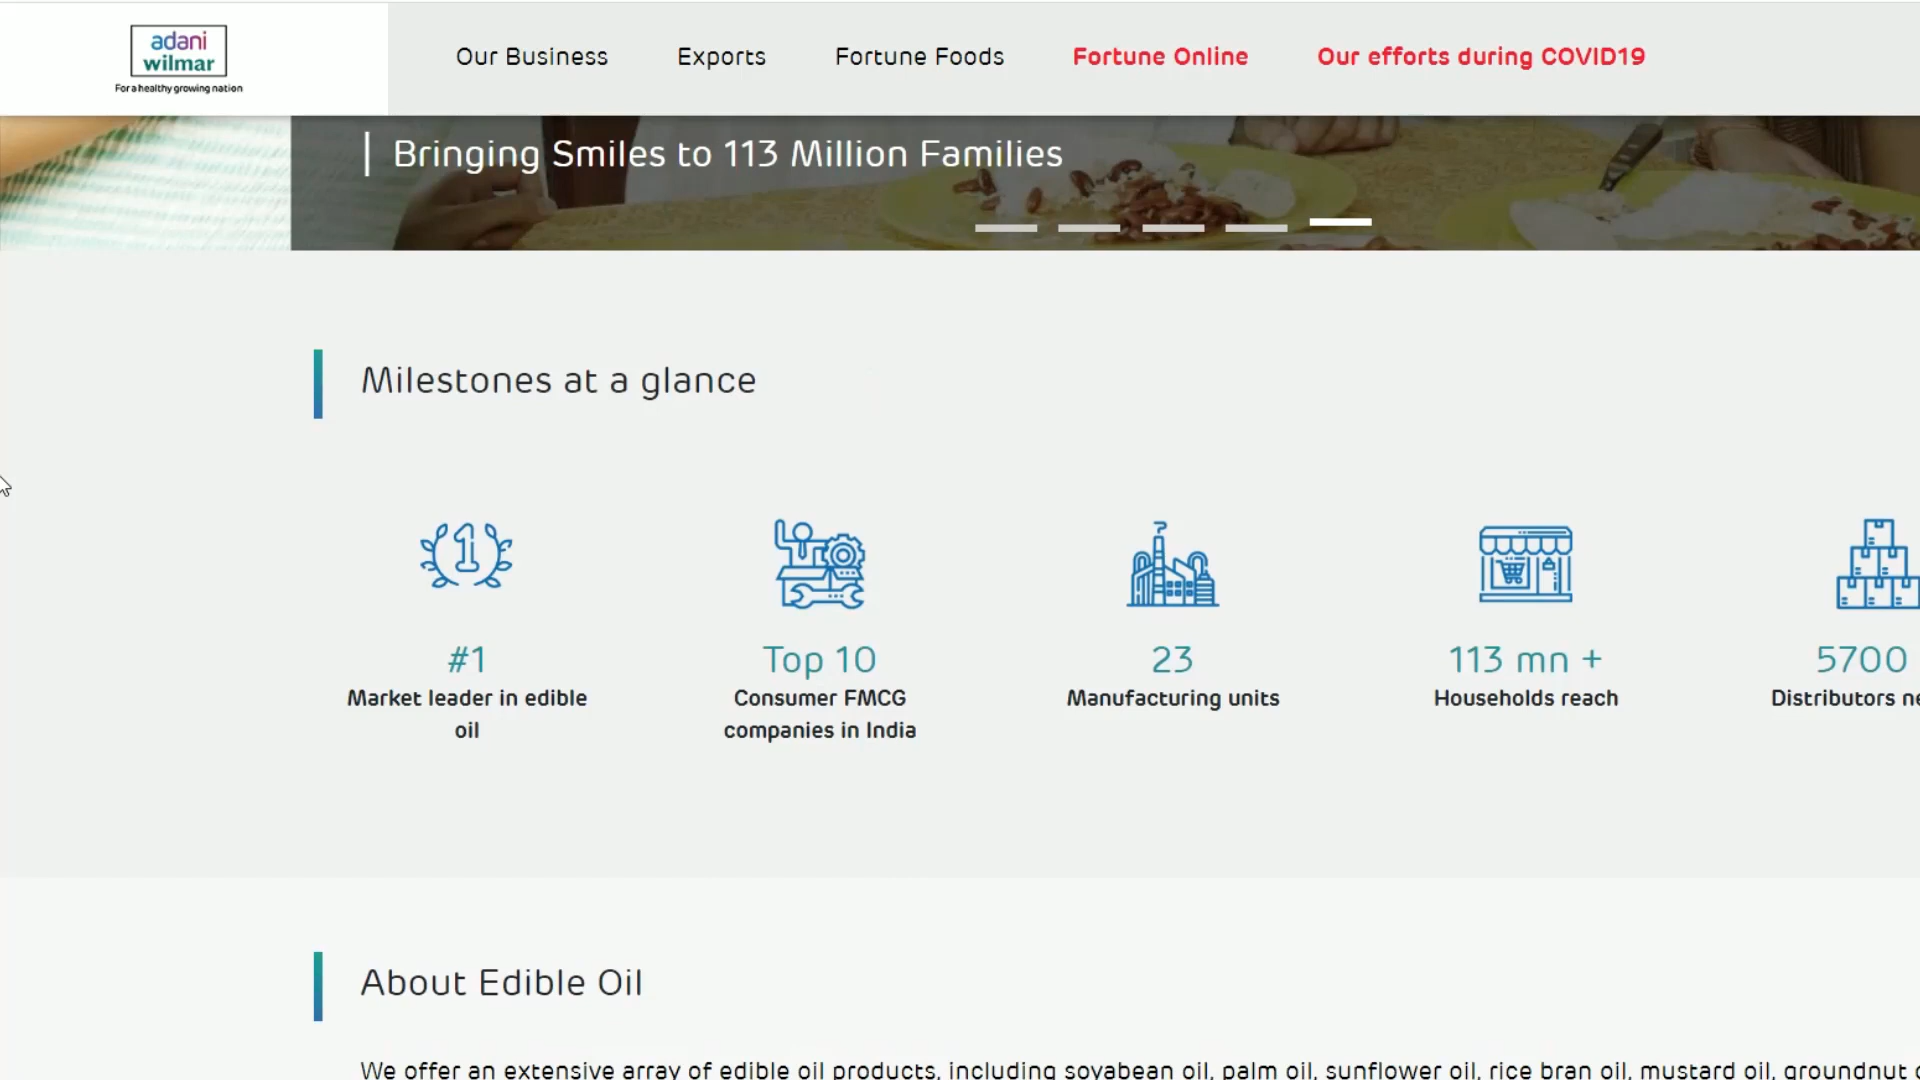 adani
wilmar
For a healthy growing nation
Our Business
Exports
Fortune Foods
Fortune Online
Our efforts during COVID19
Bringing Smiles to 113 Million Families
Milestones at a glance
1
#1
Market leader in edible
oil
Top 10
Consumer FMCG
companies in India
23
Manufacturing units
113 mn +
Households reach
5700
Distributors
About Edible Oil
We offer an extensive array of edible oil products, including soyabean oil, palm oil, sunflower oil, rice bran oil, mustard oil, groundnut